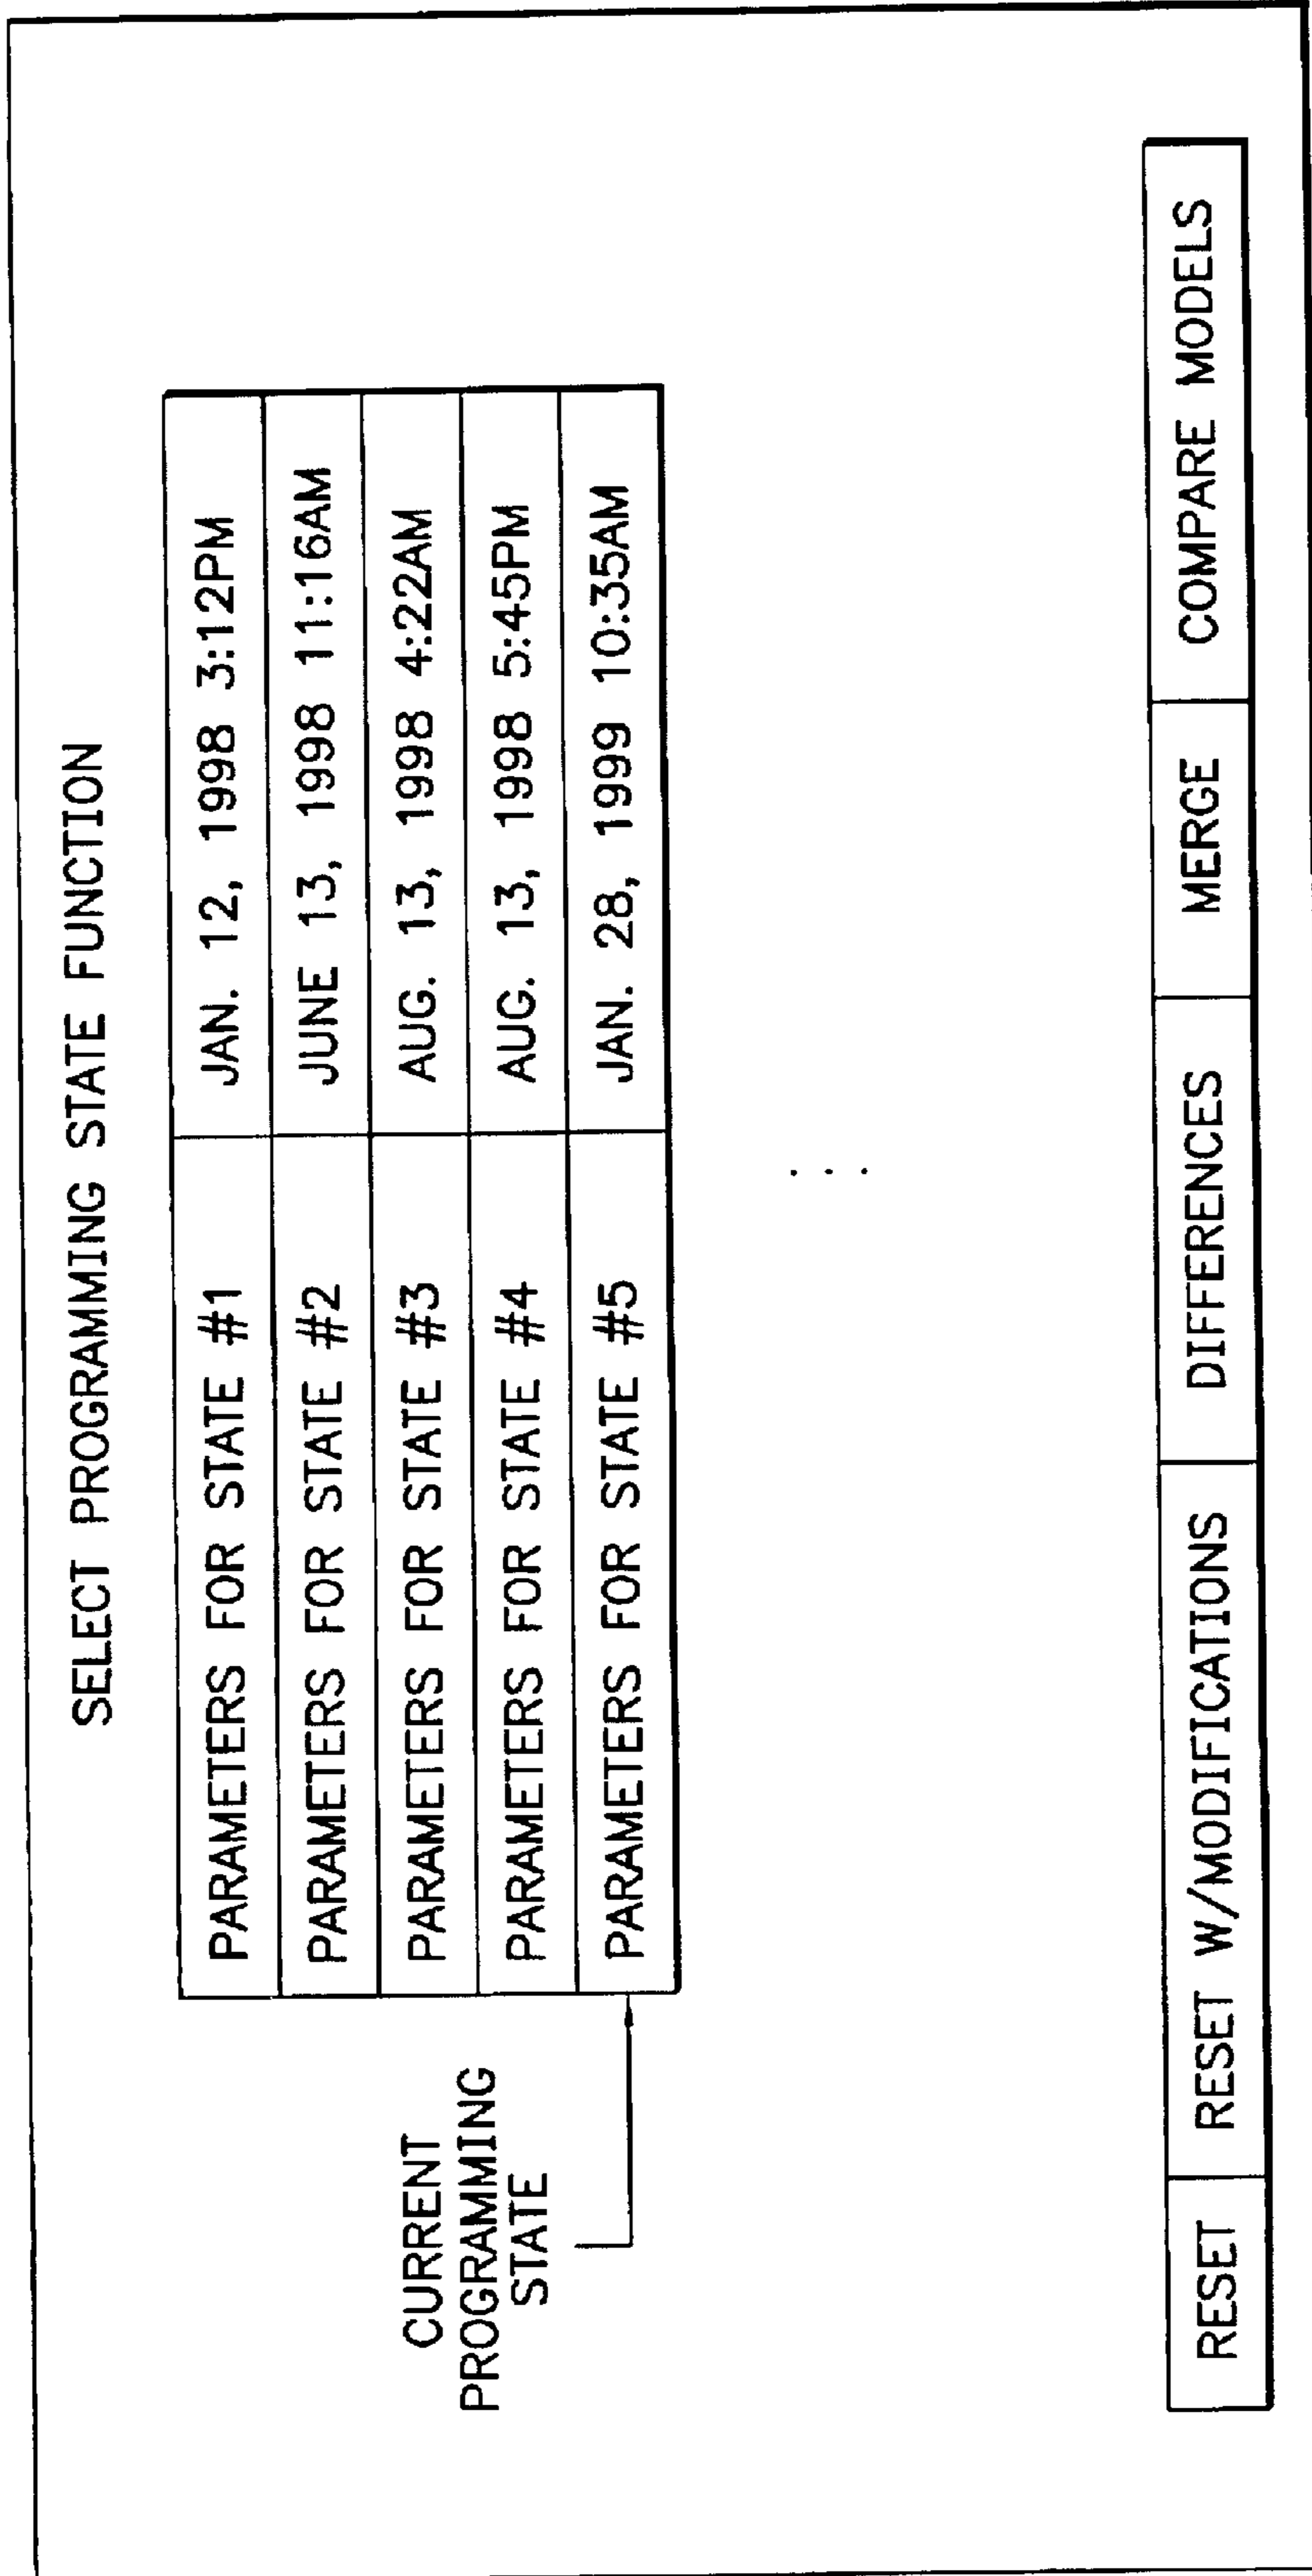 SELECT PROGRAMMING STATE FUNCTION
PARAMETERS FOR STATE #1 JAN. 12, 1998 3:12PM
PARAMETERS FOR STATE #2 JUNE 13, 1998 11:16AM
PARAMETERS FOR STATE #3 AUG. 13, 1998 4:22AM
PARAMETERS FOR STATE #4 AUG. 13, 1998 5:45PM
PARAMETERS FOR STATE #5 JAN. 28, 1999 10:35AM
CURRENT
PROGRAMMING
STATE
. . .
RESET RESET W/MODIFICATIONS DIFFERENCES MERGE COMPARE MODELS